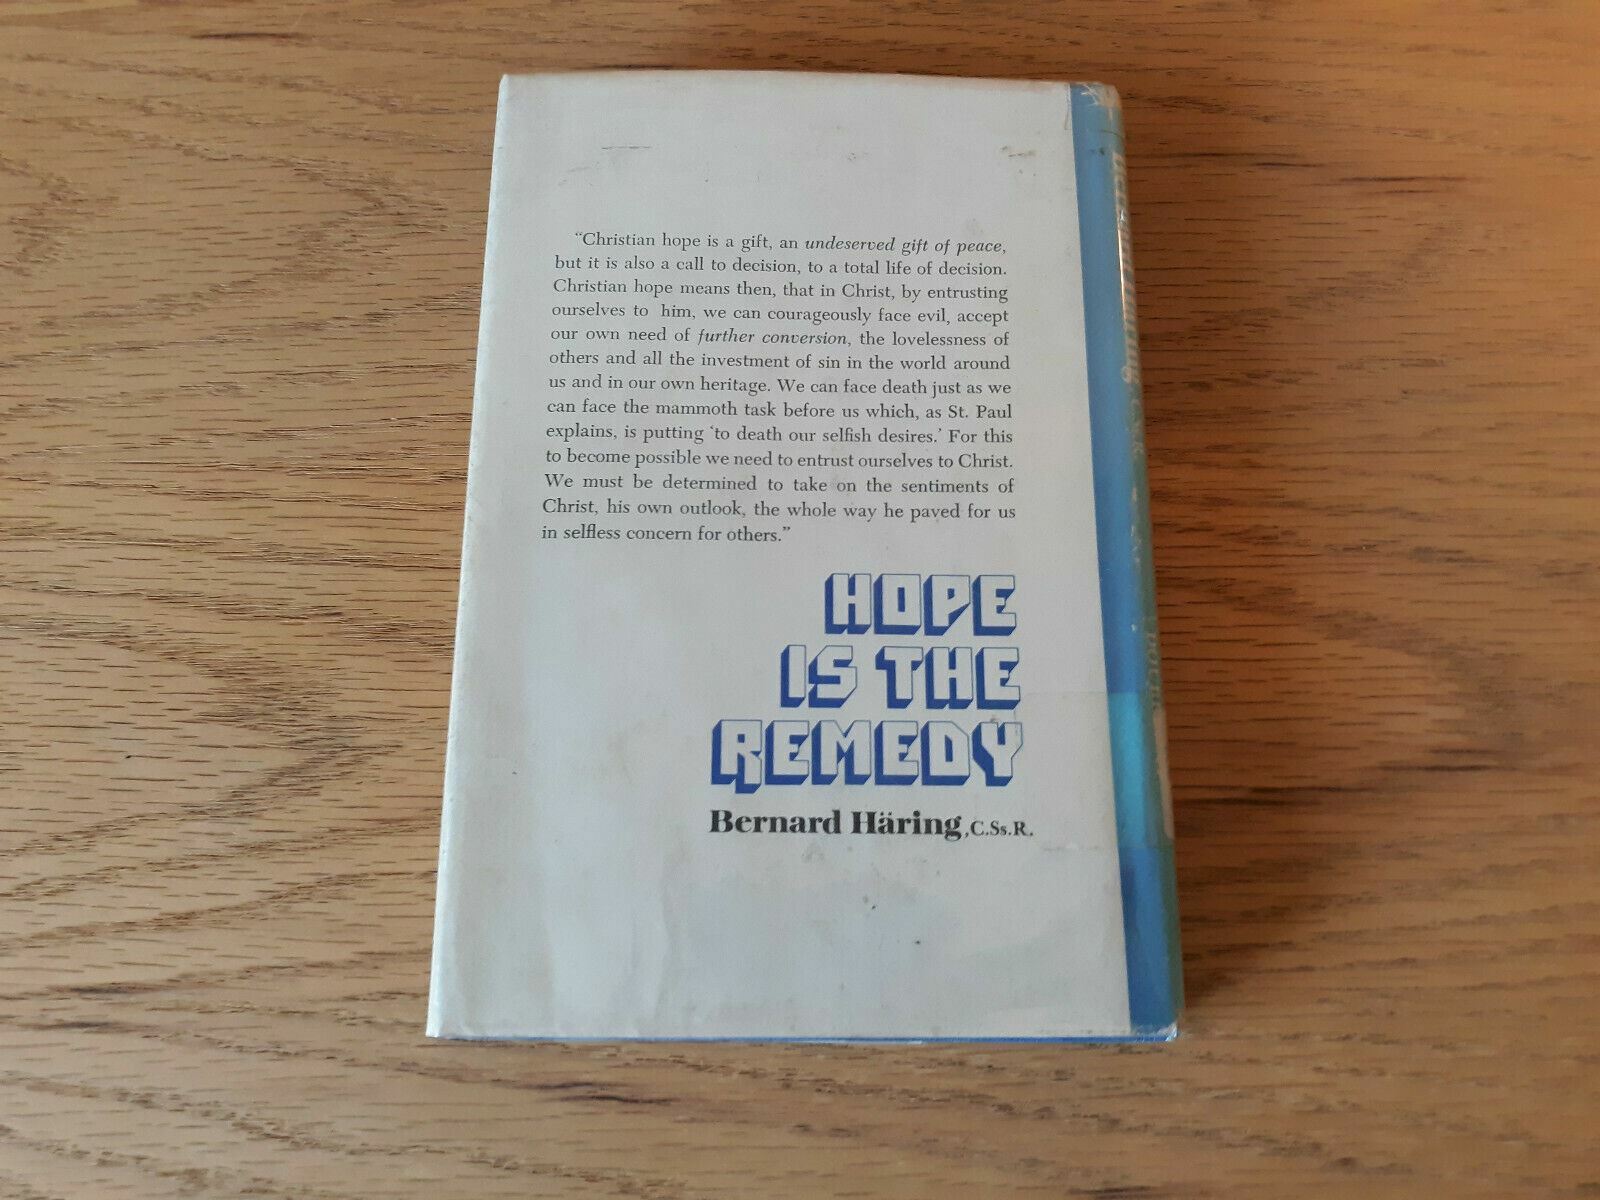 “Christian hope is a gift, an undeserved gift of peace,
but it is also a call to decision, to a total life of decision.
Christian hope means then, that in Christ, by entrusting
ourselves to him, we can courageously face evil, accept
our own need of further conversion, the lovelessness of
others and all the investment of sin in the world around
us and in our own heritage. We can face death just as we
can face the mammoth task before us which, as St. Paul
explains, is putting ‘to death our selfish desires.’ For this
to become possible we need to entrust ourselves to Christ.
We must be determined to take on the sentiments of
Christ, his own outlook, the whole way he paved for us
in selfless concern for others.”
HOPE
IS THE
REMEDY
Bernard Häring, C.Ss.R.